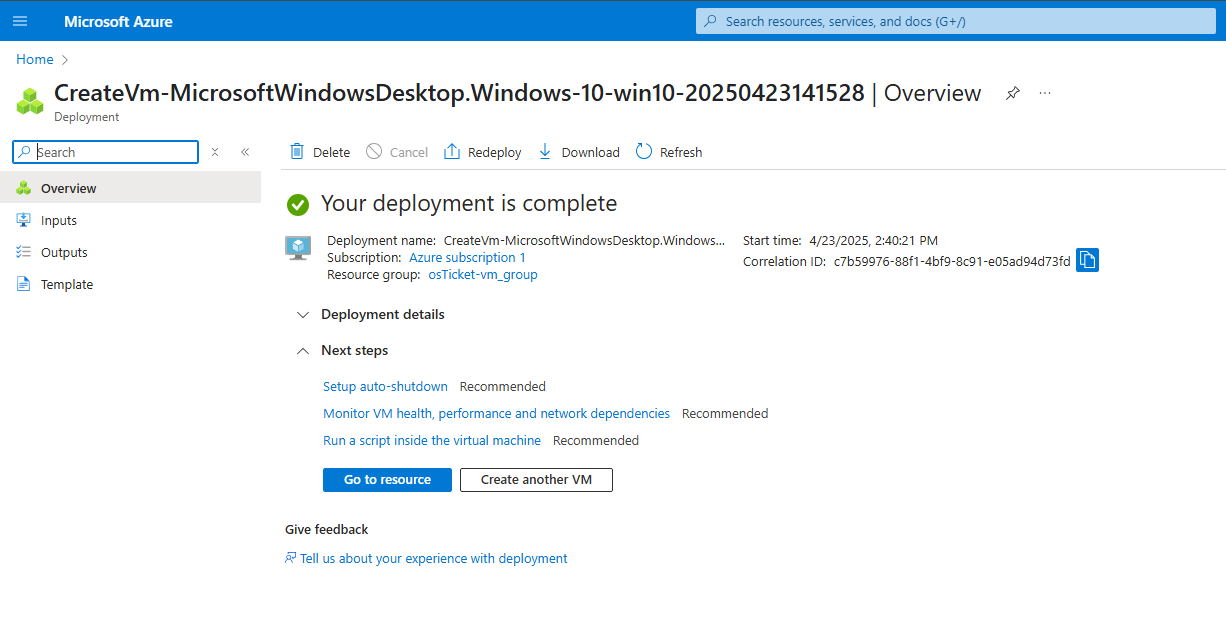 Microsoft Azure
Search resources, services, and docs (G+/)
Home
CreateVm-MicrosoftWindowsDesktop.Windows-10-win10-20250423141528 | Overview
Deployment
Search
Delete
Cancel
Redeploy
Download
Refresh
Overview
Inputs
Outputs
Template
Your deployment is complete
Deployment name: CreateVm-MicrosoftWindowsDesktop.Windows...
Subscription: Azure subscription 1
Resource group: osTicket-vm_group
Start time: 4/23/2025, 2:40:21 PM
Correlation ID: c7b59976-88f1-4bf9-8c91-e05ad94d73fd
Deployment details
Next steps
Setup auto-shutdown Recommended
Monitor VM health, performance and network dependencies Recommended
Run a script inside the virtual machine Recommended
Go to resource
Create another VM
Give feedback
Tell us about your experience with deployment